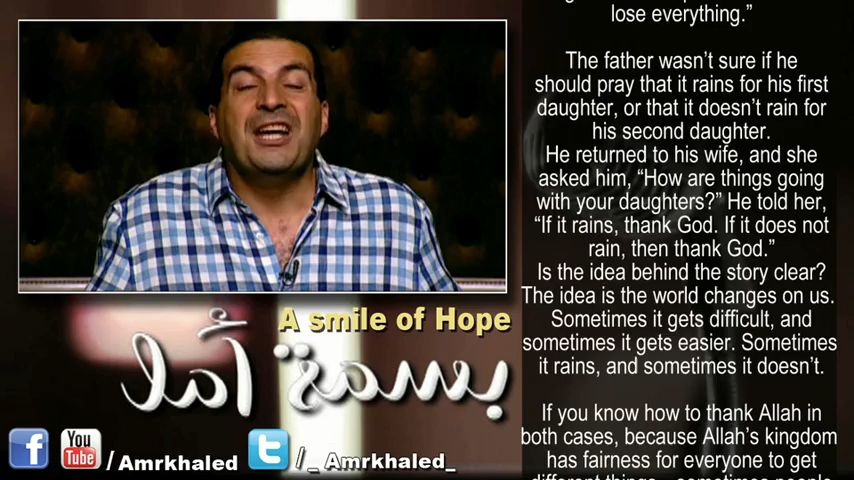 lose everything.”
The father wasn’t sure if he
should pray that it rains for his first
daughter, or that it doesn’t rain for
his second daughter.
He returned to his wife, and she
asked him, “How are things going
with your daughters?” He told her,
“If it rains, thank God. If it does not
rain, then thank God.”
Is the idea behind the story clear?
The idea is the world changes on us.
Sometimes it gets difficult, and
sometimes it gets easier. Sometimes
it rains, and sometimes it doesn’t.
If you know how to thank Allah in
both cases, because Allah’s kingdom
has fairness for everyone to get
different things sometimes people
A smile of Hope
بسمة أمل
f You Tube /Amrkhaled t /_Amrkhaled_